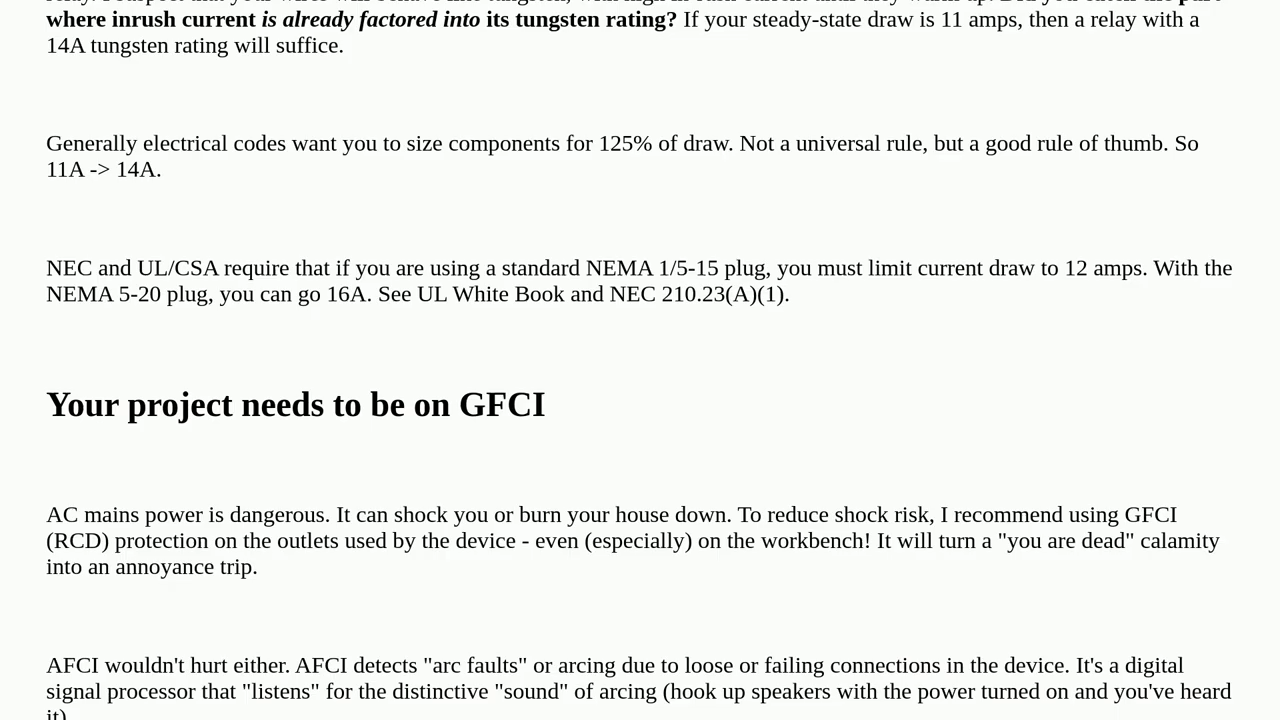 where inrush current is already factored into its tungsten rating? If your steady-state draw is 11 amps, then a relay with a
14A tungsten rating will suffice.
Generally electrical codes want you to size components for 125% of draw. Not a universal rule, but a good rule of thumb. So
11A -> 14A.
NEC and UL/CSA require that if you are using a standard NEMA 1/5-15 plug, you must limit current draw to 12 amps. With the
NEMA 5-20 plug, you can go 16A. See UL White Book and NEC 210.23(A)(1).
Your project needs to be on GFCI
AC mains power is dangerous. It can shock you or burn your house down. To reduce shock risk, I recommend using GFCI
(RCD) protection on the outlets used by the device - even (especially) on the workbench! It will turn a "you are dead" calamity
into an annoyance trip.
AFCI wouldn't hurt either. AFCI detects "arc faults" or arcing due to loose or failing connections in the device. It's a digital
signal processor that "listens" for the distinctive "sound" of arcing (hook up speakers with the power turned on and you've heard
it)